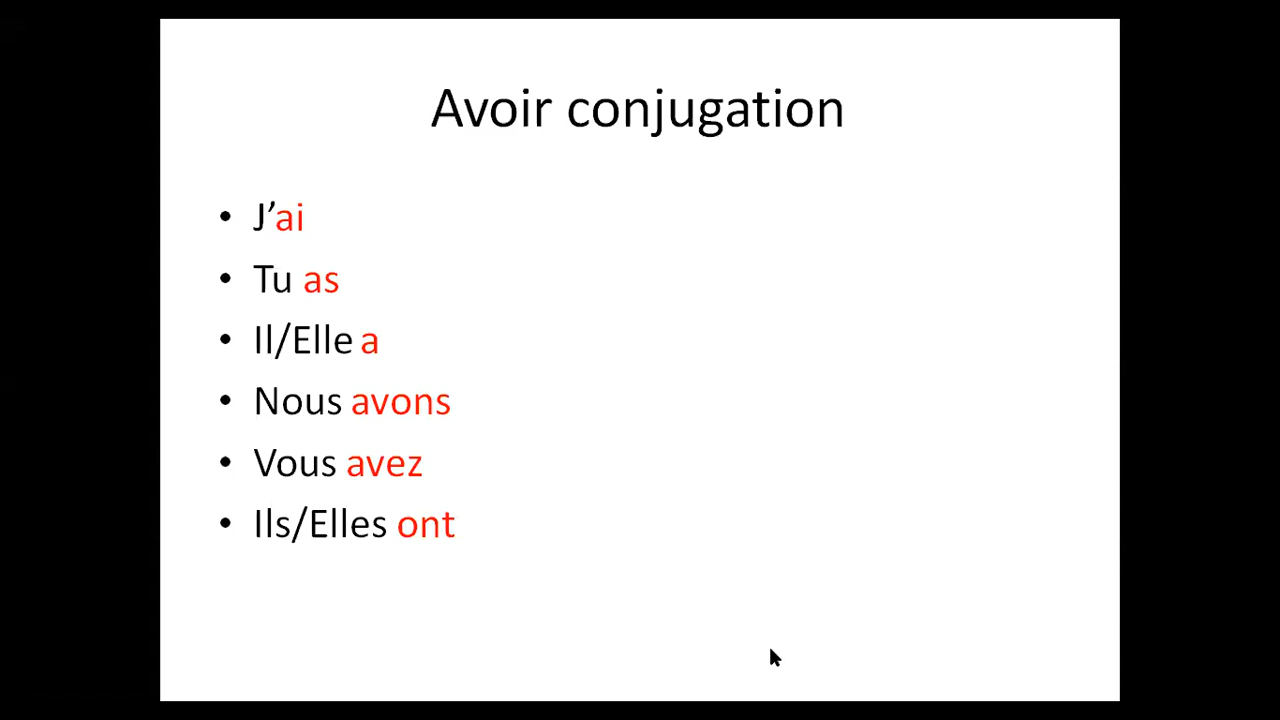 Avoir conjugation
• J’ai
• Tu as
• Il/Elle a
• Nous avons
• Vous avez
• Ils/Elles ont